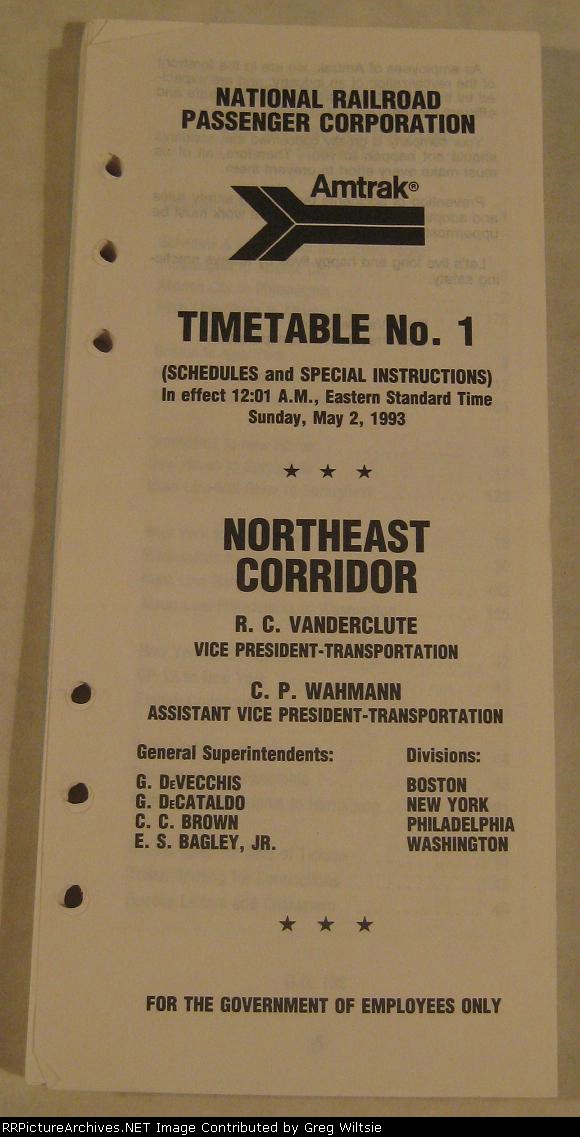 NATIONAL RAILROAD
PASSENGER CORPORATION
Amtrak®
TIMETABLE No. 1
(SCHEDULES and SPECIAL INSTRUCTIONS)
In effect 12:01 A.M., Eastern Standard Time
Sunday, May 2, 1993
★ ★ ★
NORTHEAST
CORRIDOR
R. C. VANDERCLUTE
VICE PRESIDENT-TRANSPORTATION
C. P. WAHMANN
ASSISTANT VICE PRESIDENT-TRANSPORTATION
General Superintendents: Divisions:
G. DeVECCHIS BOSTON
G. DeCATALDO NEW YORK
C. C. BROWN PHILADELPHIA
E. S. BAGLEY, JR. WASHINGTON
★ ★ ★
FOR THE GOVERNMENT OF EMPLOYEES ONLY
RRPictureArchives.NET Image Contributed by Greg Wiltsie